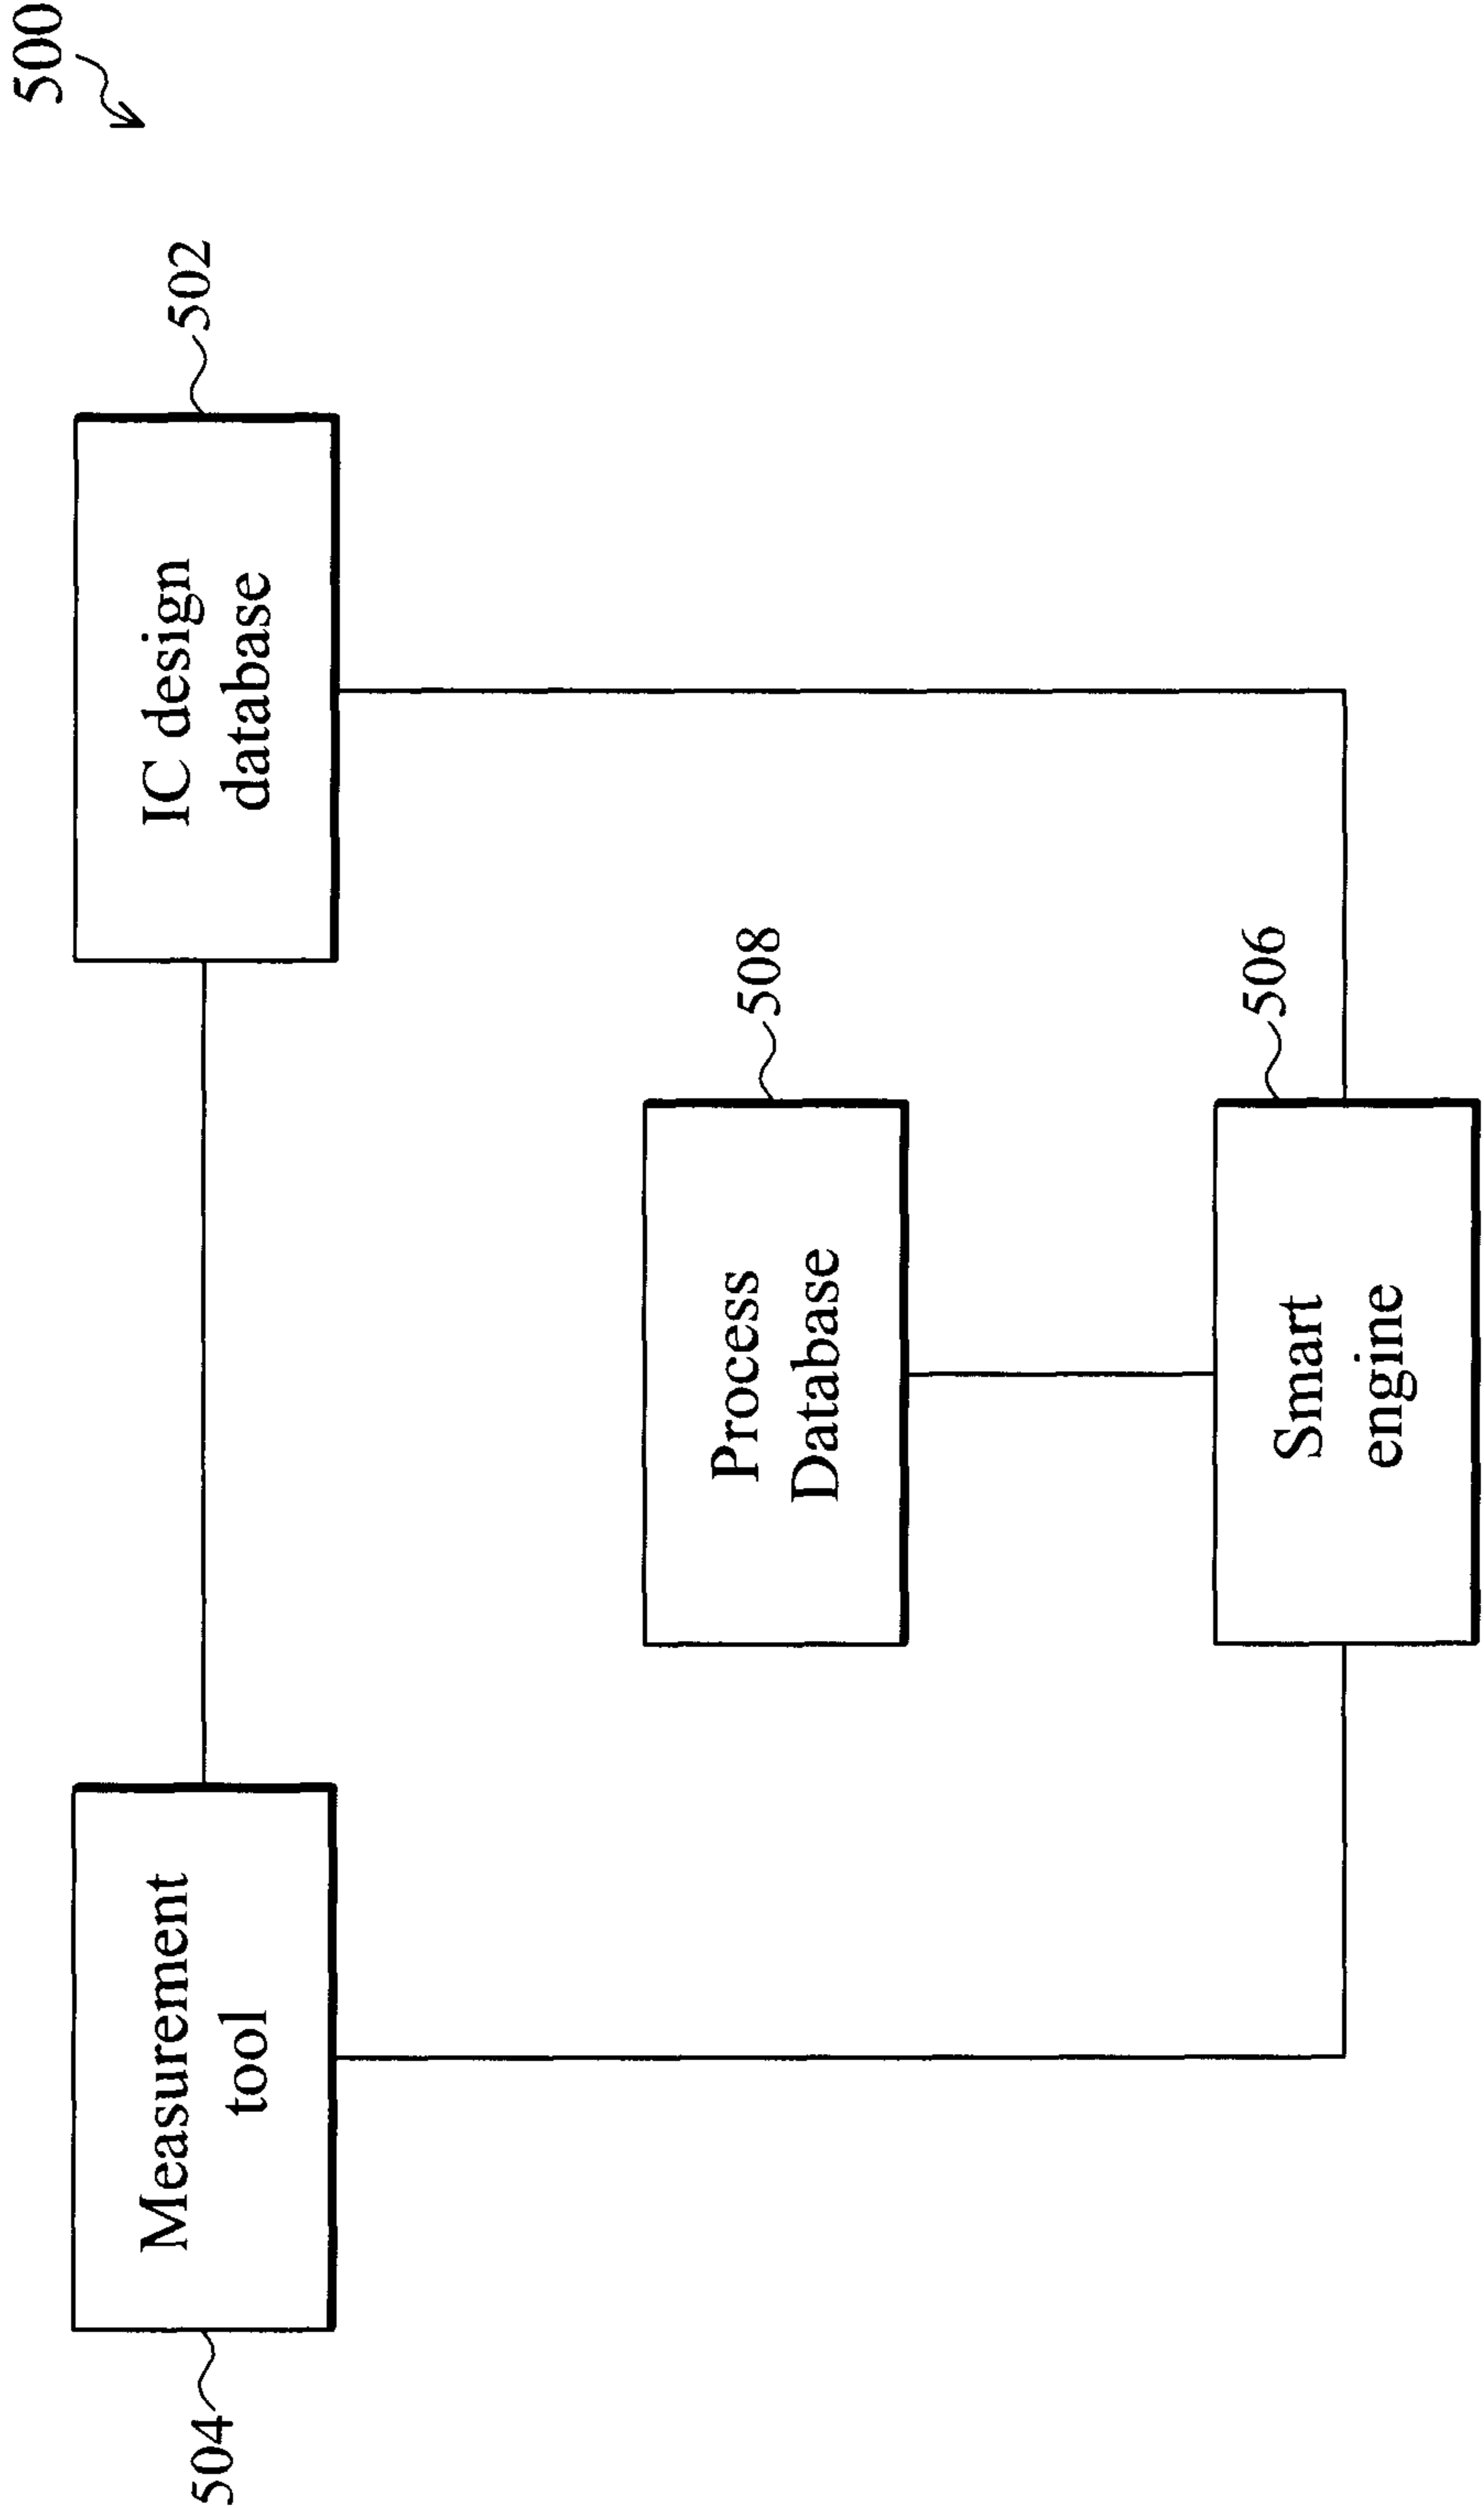 500
Measurement
tool
504
IC design
database
502
Process
Database
508
Smart
engine
506